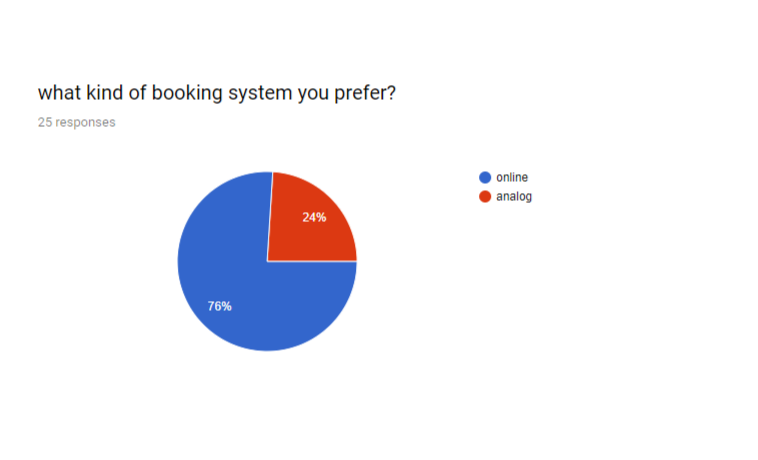 what kind of booking system you prefer?
25 responses
online
analog
24%
76%